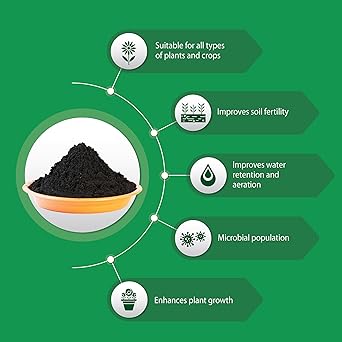 Suitable for all types
of plants and crops
Improves soil fertility
Improves water
retention and
aeration
Microbial population
Enhances plant growth